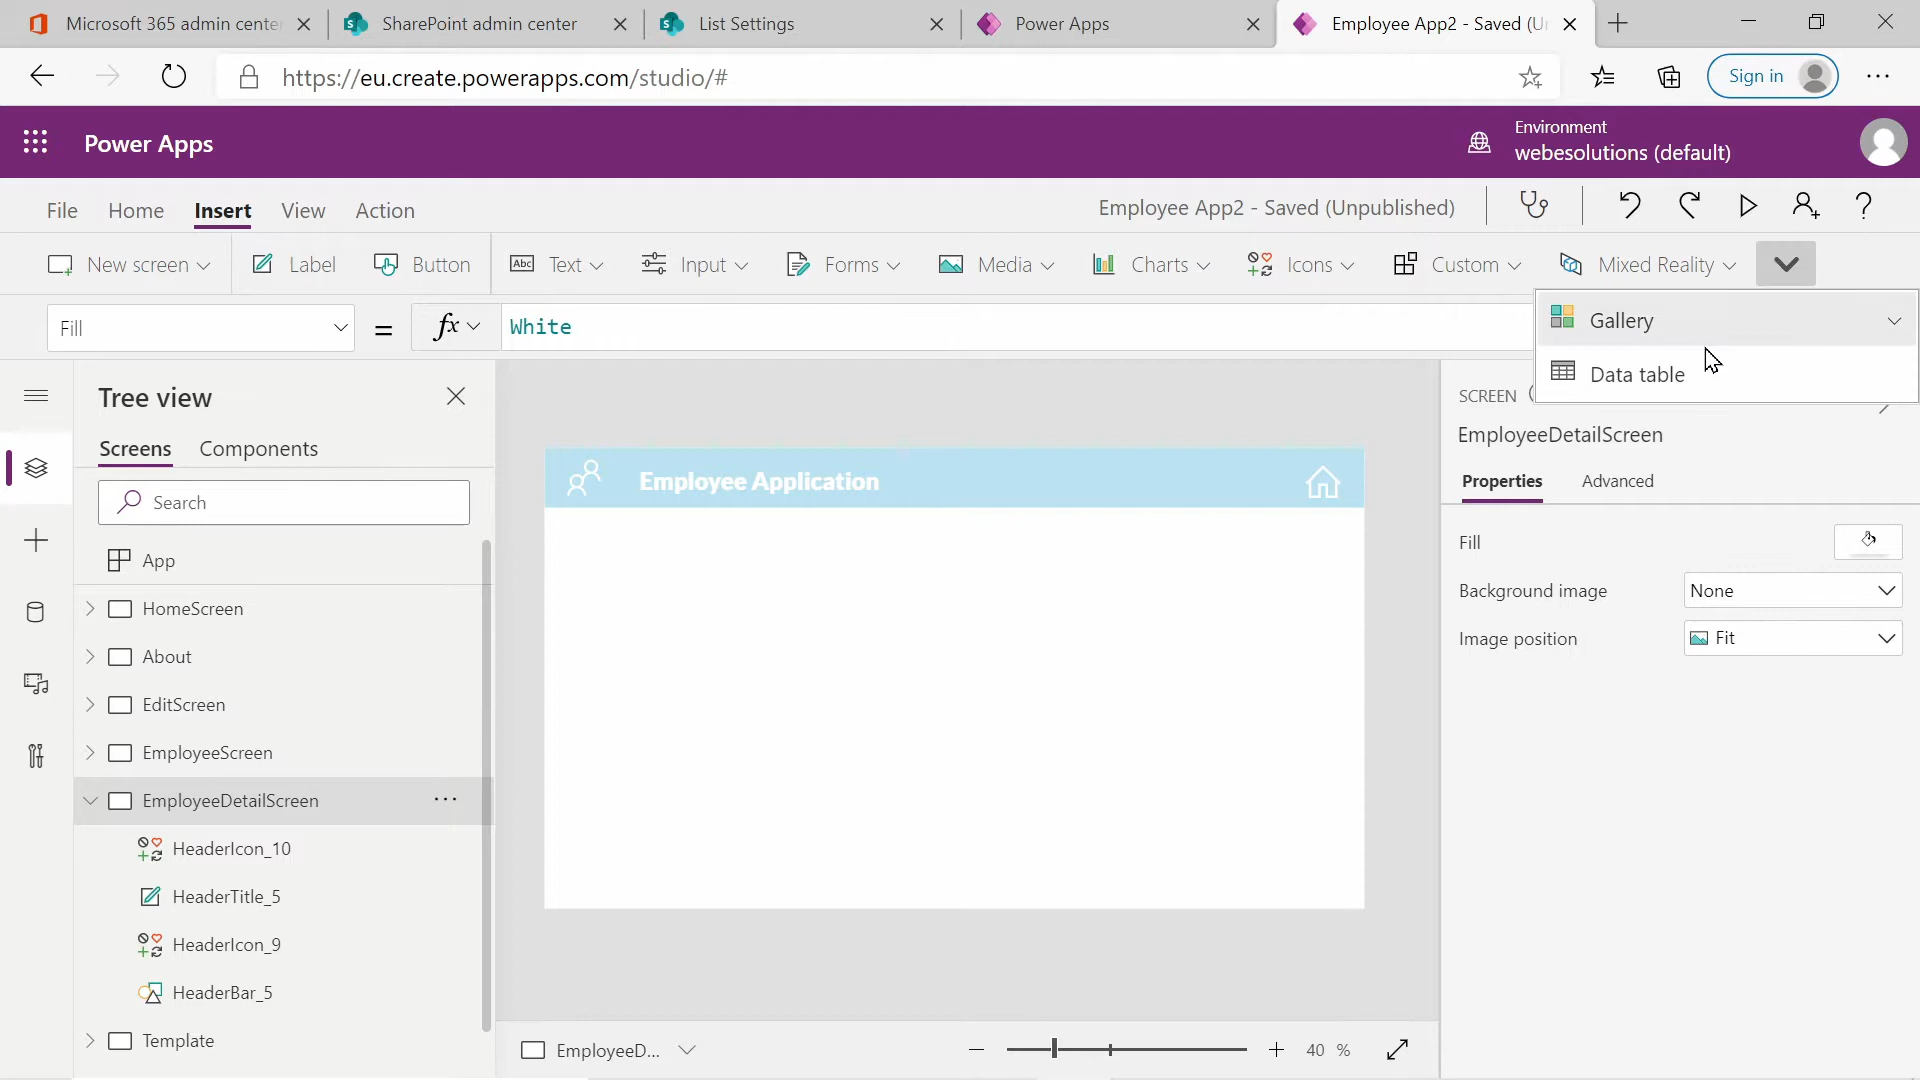 Microsoft 365 admin cente
SharePoint admin center
List Settings
Power Apps
Employee App2 - Saved (U
https://eu.create.powerapps.com/studio/#
Sign in
Power Apps
Environment
webesolutions (default)
File
Home
Insert
View
Action
Employee App2 - Saved (Unpublished)
New screen
Label
Button
Abc
Text
Input
Forms
Media
Charts
Icons
Custom
Mixed Reality
Fill
=
fx
White
Gallery
Data table
Tree view
Screens
Components
Search
App
HomeScreen
About
EditScreen
EmployeeScreen
EmployeeDetailScreen
HeaderIcon_10
HeaderTitle_5
HeaderIcon_9
HeaderBar_5
Template
Employee Application
EmployeeD...
40 %
SCREEN
EmployeeDetailScreen
Properties
Advanced
Fill
Background image
None
Image position
Fit